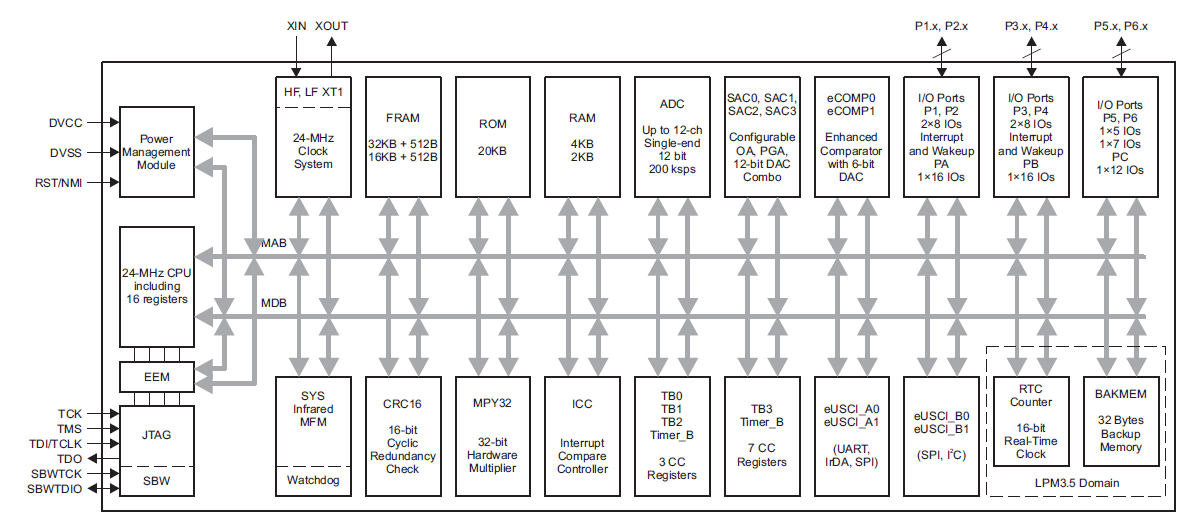 XIN XOUT
P1.x, P2.x
P3.x, P4.x
P5.x, P6.x
DVCC
DVSS
RST/NMI
Power
Management
Module
HF, LF XT1
24-MHz
Clock
System
FRAM
32KB + 512B
16KB + 512B
ROM
20KB
RAM
4KB
2KB
ADC
Up to 12-ch
Single-end
12 bit
200 ksps
SAC0, SAC1,
SAC2, SAC3
Configurable
OA, PGA,
12-bit DAC
Combo
eCOMP0
eCOMP1
Enhanced
Comparator
with 6-bit
DAC
I/O Ports
P1, P2
2×8 IOs
Interrupt
and Wakeup
PA
1×16 IOs
I/O Ports
P3, P4
2×8 IOs
Interrupt
and Wakeup
PB
1×16 IOs
I/O Ports
P5, P6
1×5 IOs
1×7 IOs
PC
1×12 IOs
MAB
MDB
24-MHz CPU
including
16 registers
EEM
TCK
TMS
TDI/TCLK
TDO
SBWTCK
SBWTDIO
JTAG
SBW
SYS
Infrared
MFM
Watchdog
CRC16
16-bit
Cyclic
Redundancy
Check
MPY32
32-bit
Hardware
Multiplier
ICC
Interrupt
Compare
Controller
TB0
TB1
TB2
Timer_B
3 CC
Registers
TB3
Timer_B
7 CC
Registers
eUSCI_A0
eUSCI_A1
(UART,
IrDA, SPI)
eUSCI_B0
eUSCI_B1
(SPI, I²C)
RTC
Counter
16-bit
Real-Time
Clock
BAKMEM
32 Bytes
Backup
Memory
LPM3.5 Domain